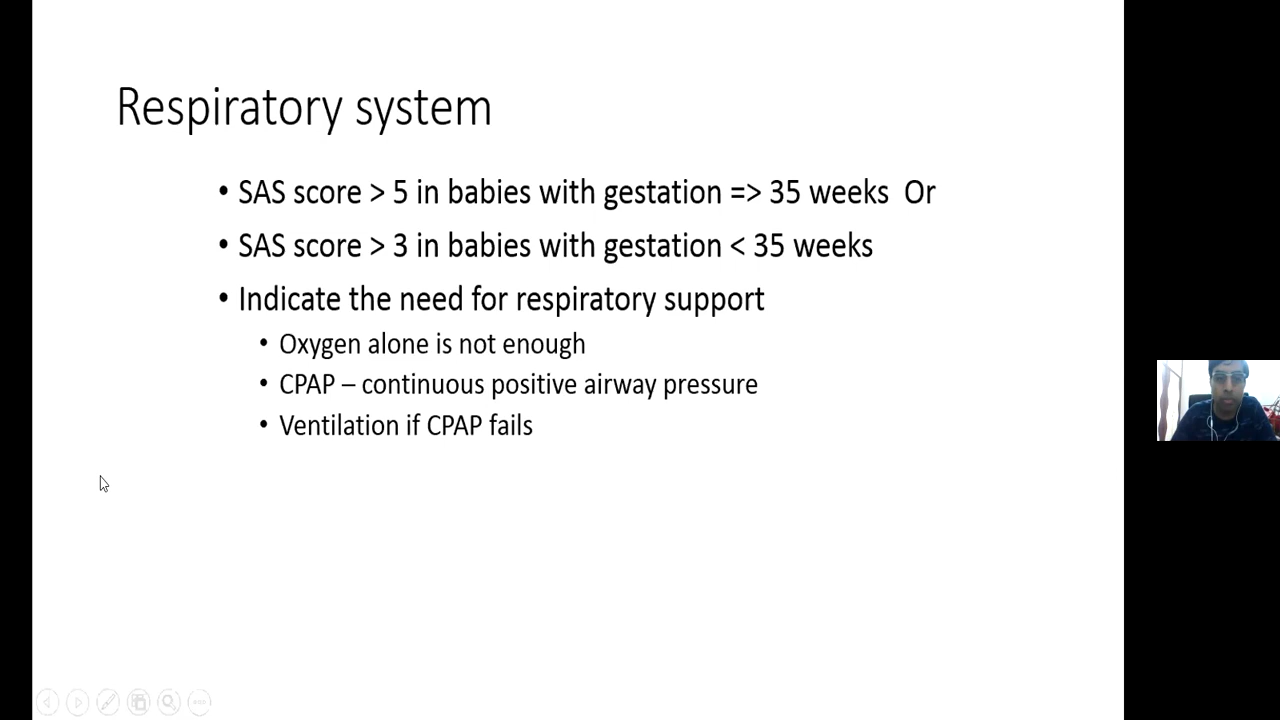 Respiratory system
• SAS score > 5 in babies with gestation => 35 weeks  Or
• SAS score > 3 in babies with gestation < 35 weeks
• Indicate the need for respiratory support
• Oxygen alone is not enough
• CPAP – continuous positive airway pressure
• Ventilation if CPAP fails